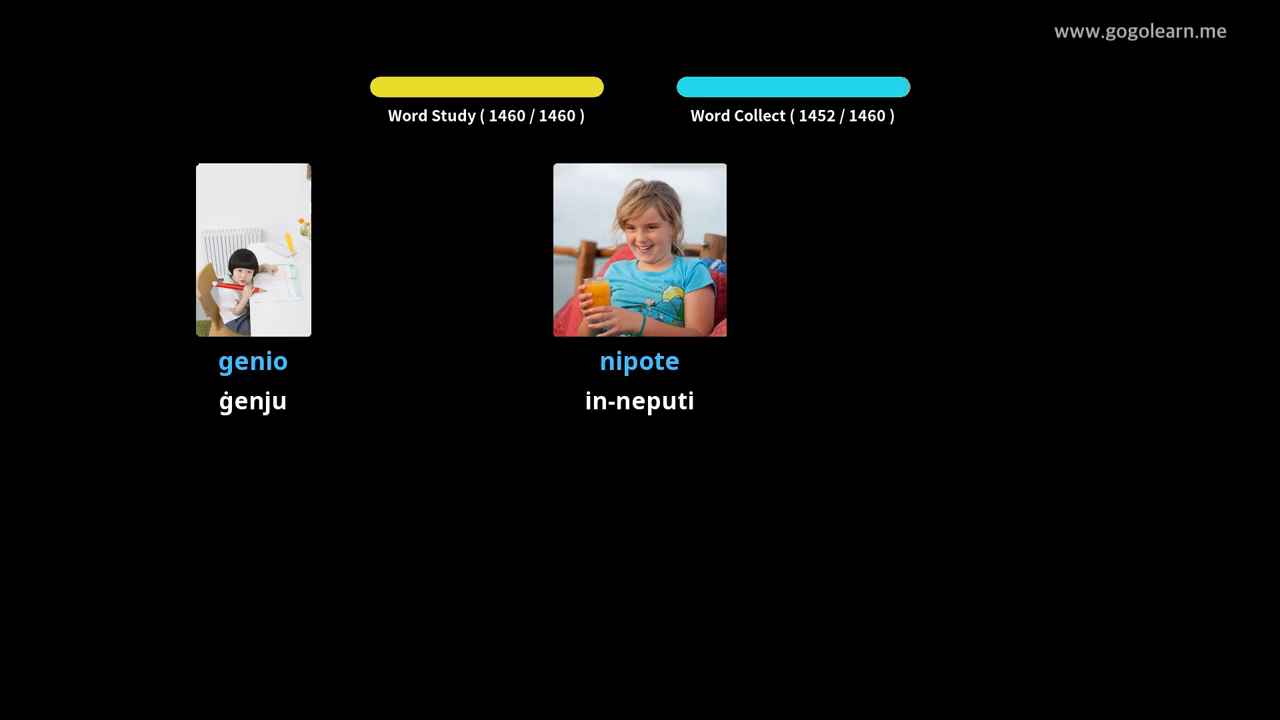 www.gogolearn.me
Word Study ( 1460 / 1460 )
Word Collect ( 1452 / 1460 )
genio
ġenju
nipote
in-neputi